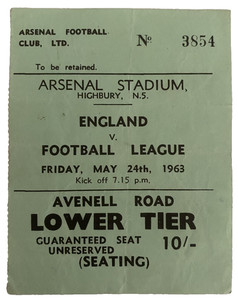 ARSENAL FOOTBALL
CLUB, LTD.
Nº 3854
To be retained.
ARSENAL STADIUM,
HIGHBURY, N.5.
ENGLAND
v.
FOOTBALL LEAGUE
FRIDAY, MAY 24th, 1963
Kick off 7.15 p.m.
AVENELL ROAD
LOWER TIER
GUARANTEED SEAT
UNRESERVED
10/-
(SEATING)